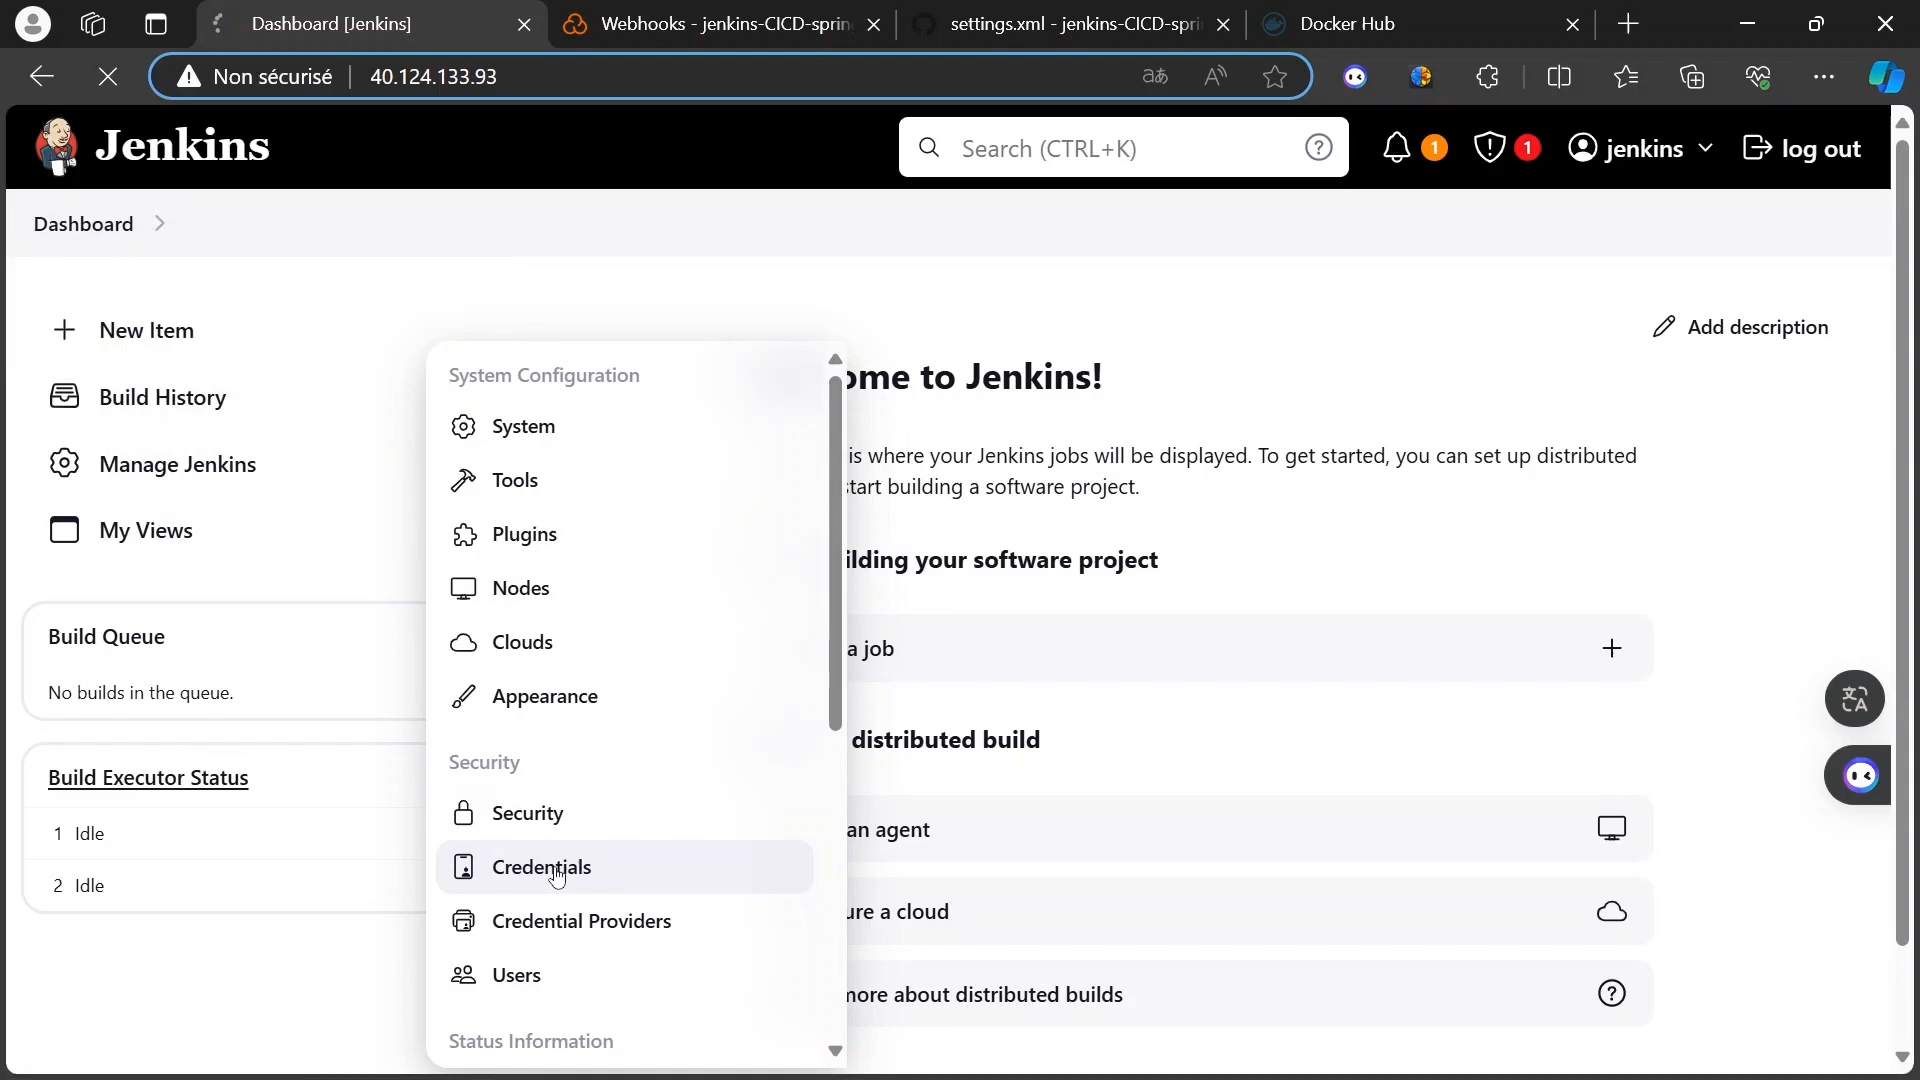 Dashboard [Jenkins]
Webhooks - jenkins-CICD-sprin
settings.xml - jenkins-CICD-spri
Docker Hub
Non sécurisé
40.124.133.93
Jenkins
Search (CTRL+K)
1
1
jenkins
log out
Dashboard
New Item
Build History
Manage Jenkins
My Views
Build Queue
No builds in the queue.
Build Executor Status
1 Idle
2 Idle
System Configuration
System
Tools
Plugins
Nodes
Clouds
Appearance
Security
Security
Credentials
Credential Providers
Users
Status Information
Add description
ome to Jenkins!
is where your Jenkins jobs will be displayed. To get started, you can set up distributed
start building a software project.
ilding your software project
a job
distributed build
an agent
ure a cloud
more about distributed builds